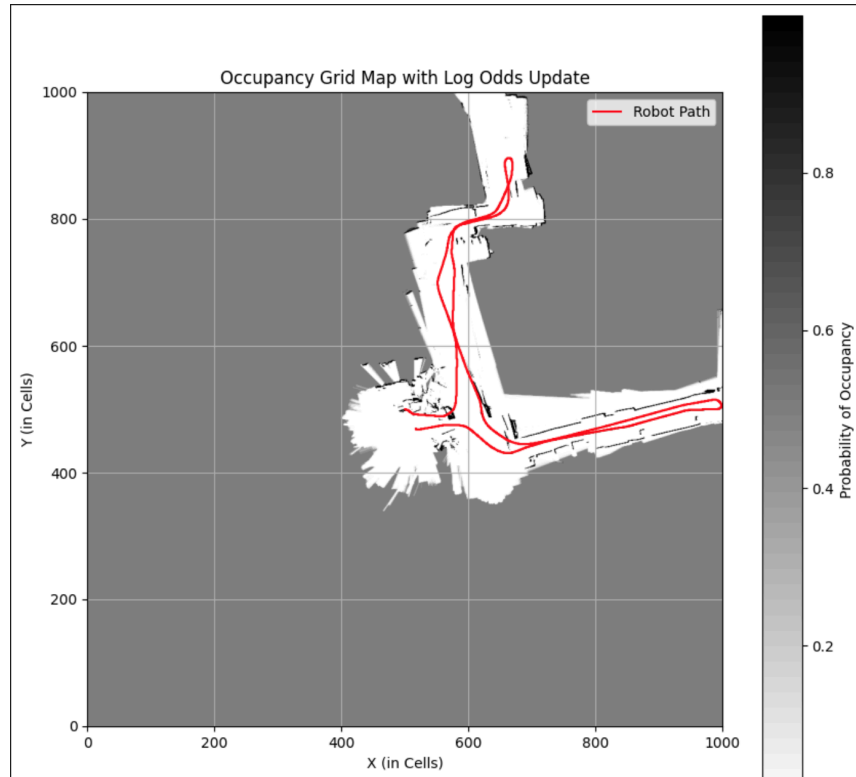 Occupancy Grid Map with Log Odds Update
Robot Path
1000
800
600
400
200
0
Y (in Cells)
0 200 400 600 800 1000
X (in Cells)
0.8
0.6
0.4
0.2
Probability of Occupancy